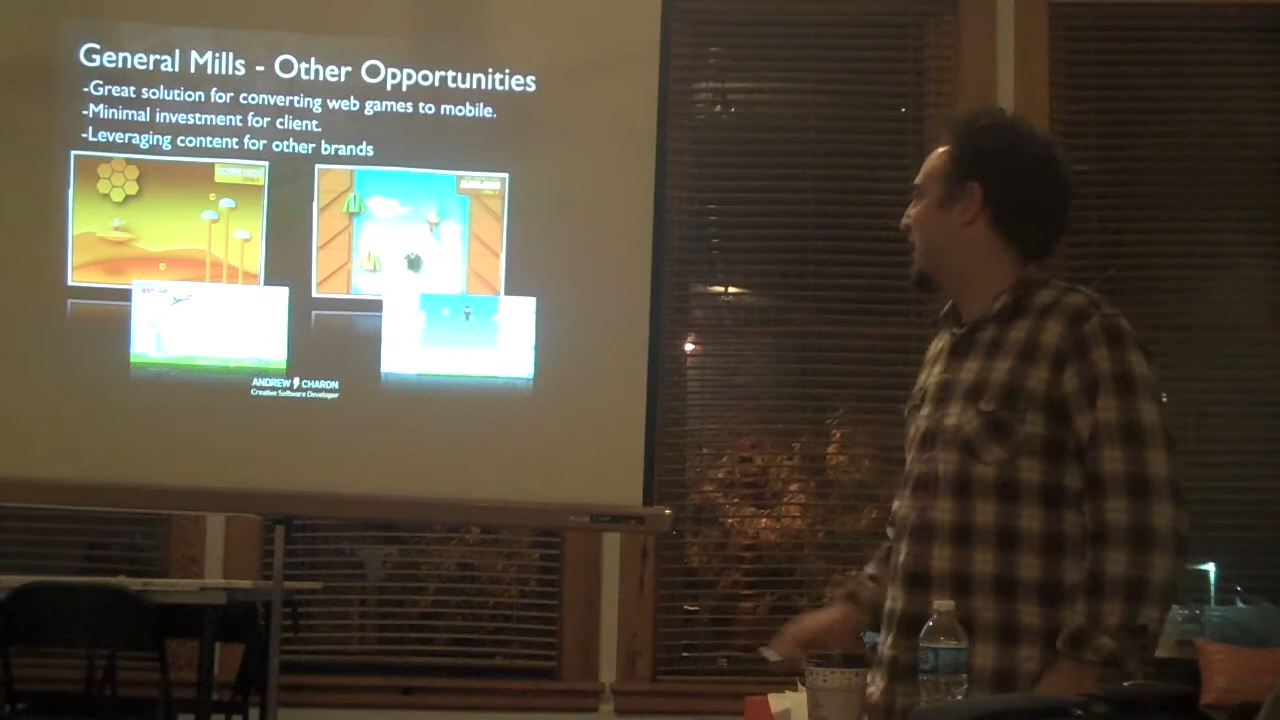 General Mills - Other Opportunities
-Great solution for converting web games to mobile.
-Minimal investment for client.
-Leveraging content for other brands
ANDREW CHARON
Creative Software Developer